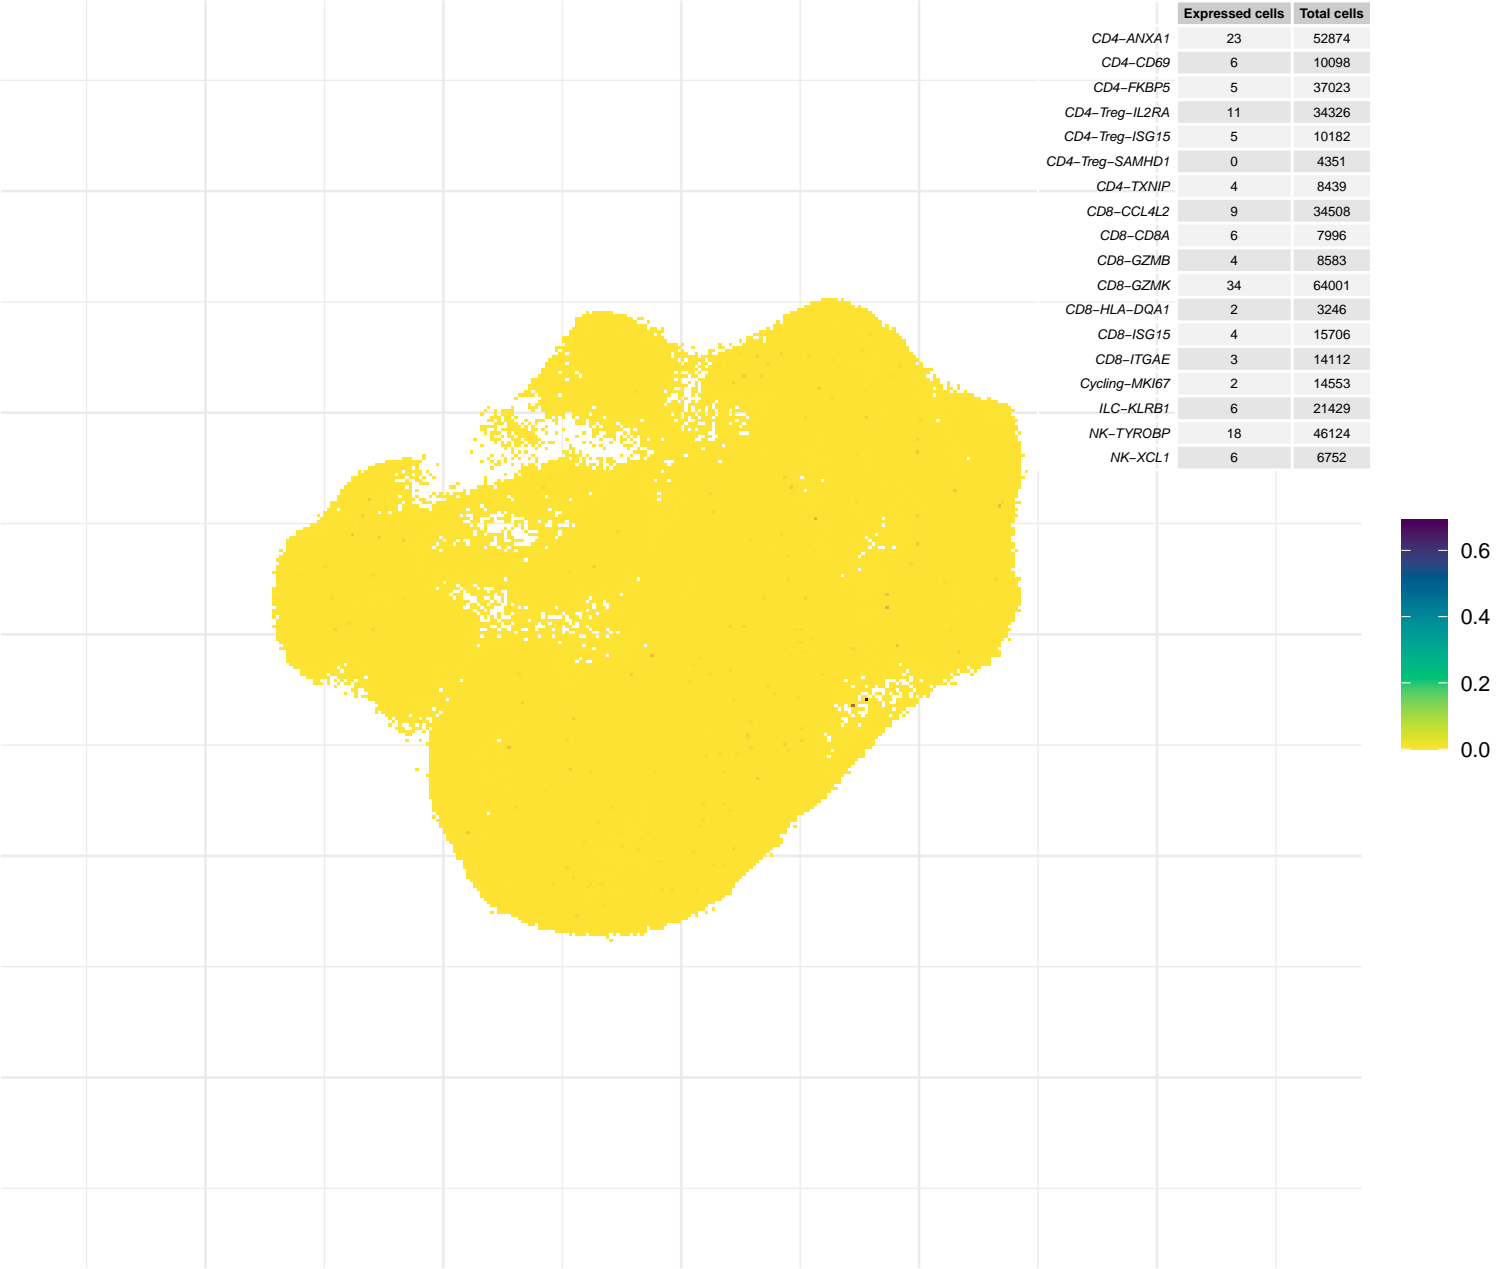 Expressed cells Total cells
CD4−ANXA1 23 52874
CD4−CD69 6 10098
CD4−FKBP5 5 37023
CD4−Treg−IL2RA 11 34326
CD4−Treg−ISG15 5 10182
CD4−Treg−SAMHD1 0 4351
CD4−TXNIP 4 8439
CD8−CCL4L2 9 34508
CD8−CD8A 6 7996
CD8−GZMB 4 8583
CD8−GZMK 34 64001
CD8−HLA−DQA1 2 3246
CD8−ISG15 4 15706
CD8−ITGAE 3 14112
Cycling−MKI67 2 14553
ILC−KLRB1 6 21429
NK−TYROBP 18 46124
NK−XCL1 6 6752
0.6
0.4
0.2
0.0